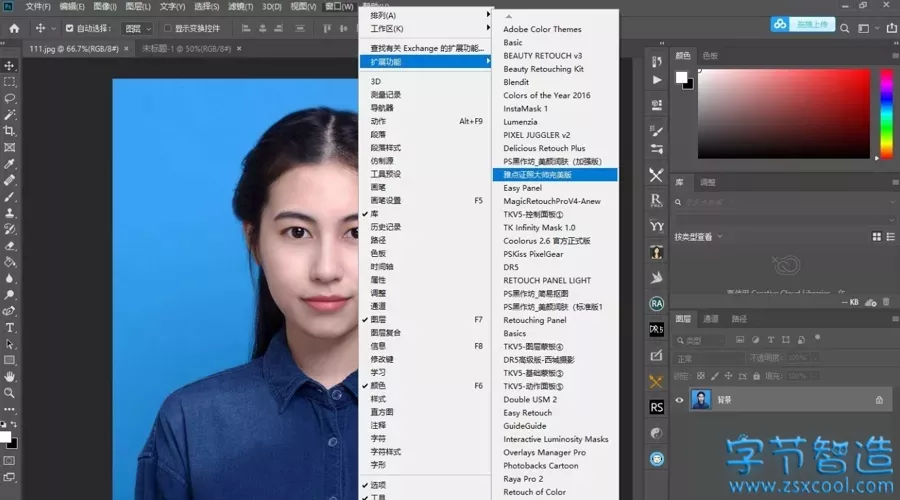 文件(F) 编辑(E) 图像(I) 图层(L) 文字(Y) 选择(S) 滤镜(T) 3D(D) 视图(V) 窗口(W) 帮助(H)
自动选择: 图层 显示变换控件
拖拽上传
111.jpg @ 66.7%(RGB/8#) × 未标题-1 @ 50%(RGB/8#) ×
排列(A)
工作区(K)
查找有关 Exchange 的扩展功能...
扩展功能
3D
测量记录
导航器
动作 Alt+F9
段落
段落样式
仿制源
工具预设
画笔
画笔设置 F5
库
历史记录
路径
色板
时间轴
属性
调整
通道
图层 F7
图层复合
信息 F8
修改键
学习
颜色 F6
样式
直方图
注释
字符
字符样式
字形
选项
工具
Adobe Color Themes
Basic
BEAUTY RETOUCH v3
Beauty Retouching Kit
Blendit
Colors of the Year 2016
InstaMask 1
Lumenzia
PIXEL JUGGLER v2
Delicious Retouch Plus
PS黑作坊_美颜润肤 (加强版)
雅点证照大师完美版
Easy Panel
MagicRetouchProV4-Anew
TKV5-控制面板①
TK Infinity Mask 1.0
Coolorus 2.6 官方正式版
PSKiss PixelGear
DR5
RETOUCH PANEL LIGHT
PS黑作坊_简易抠图
PS黑作坊_美颜润肤 (标准版1
Retouching Panel
Basics
TKV5-图层蒙板④
DR5高级版-西城摄影
TKV5-基础蒙板③
TKV5-动作面板⑤
Double USM 2
Easy Retouch
GuideGuide
Interactive Luminosity Masks
Overlays Manager Pro
Photobacks Cartoon
Raya Pro 2
Retouch of Color
RA
DR5
RS
颜色 色板
库 调整
按类型查看
-- KB
图层 通道 路径
类型
正常 不透明度: 100%
锁定: 填充: 100%
背景
字节智造
www.zsxcool.com